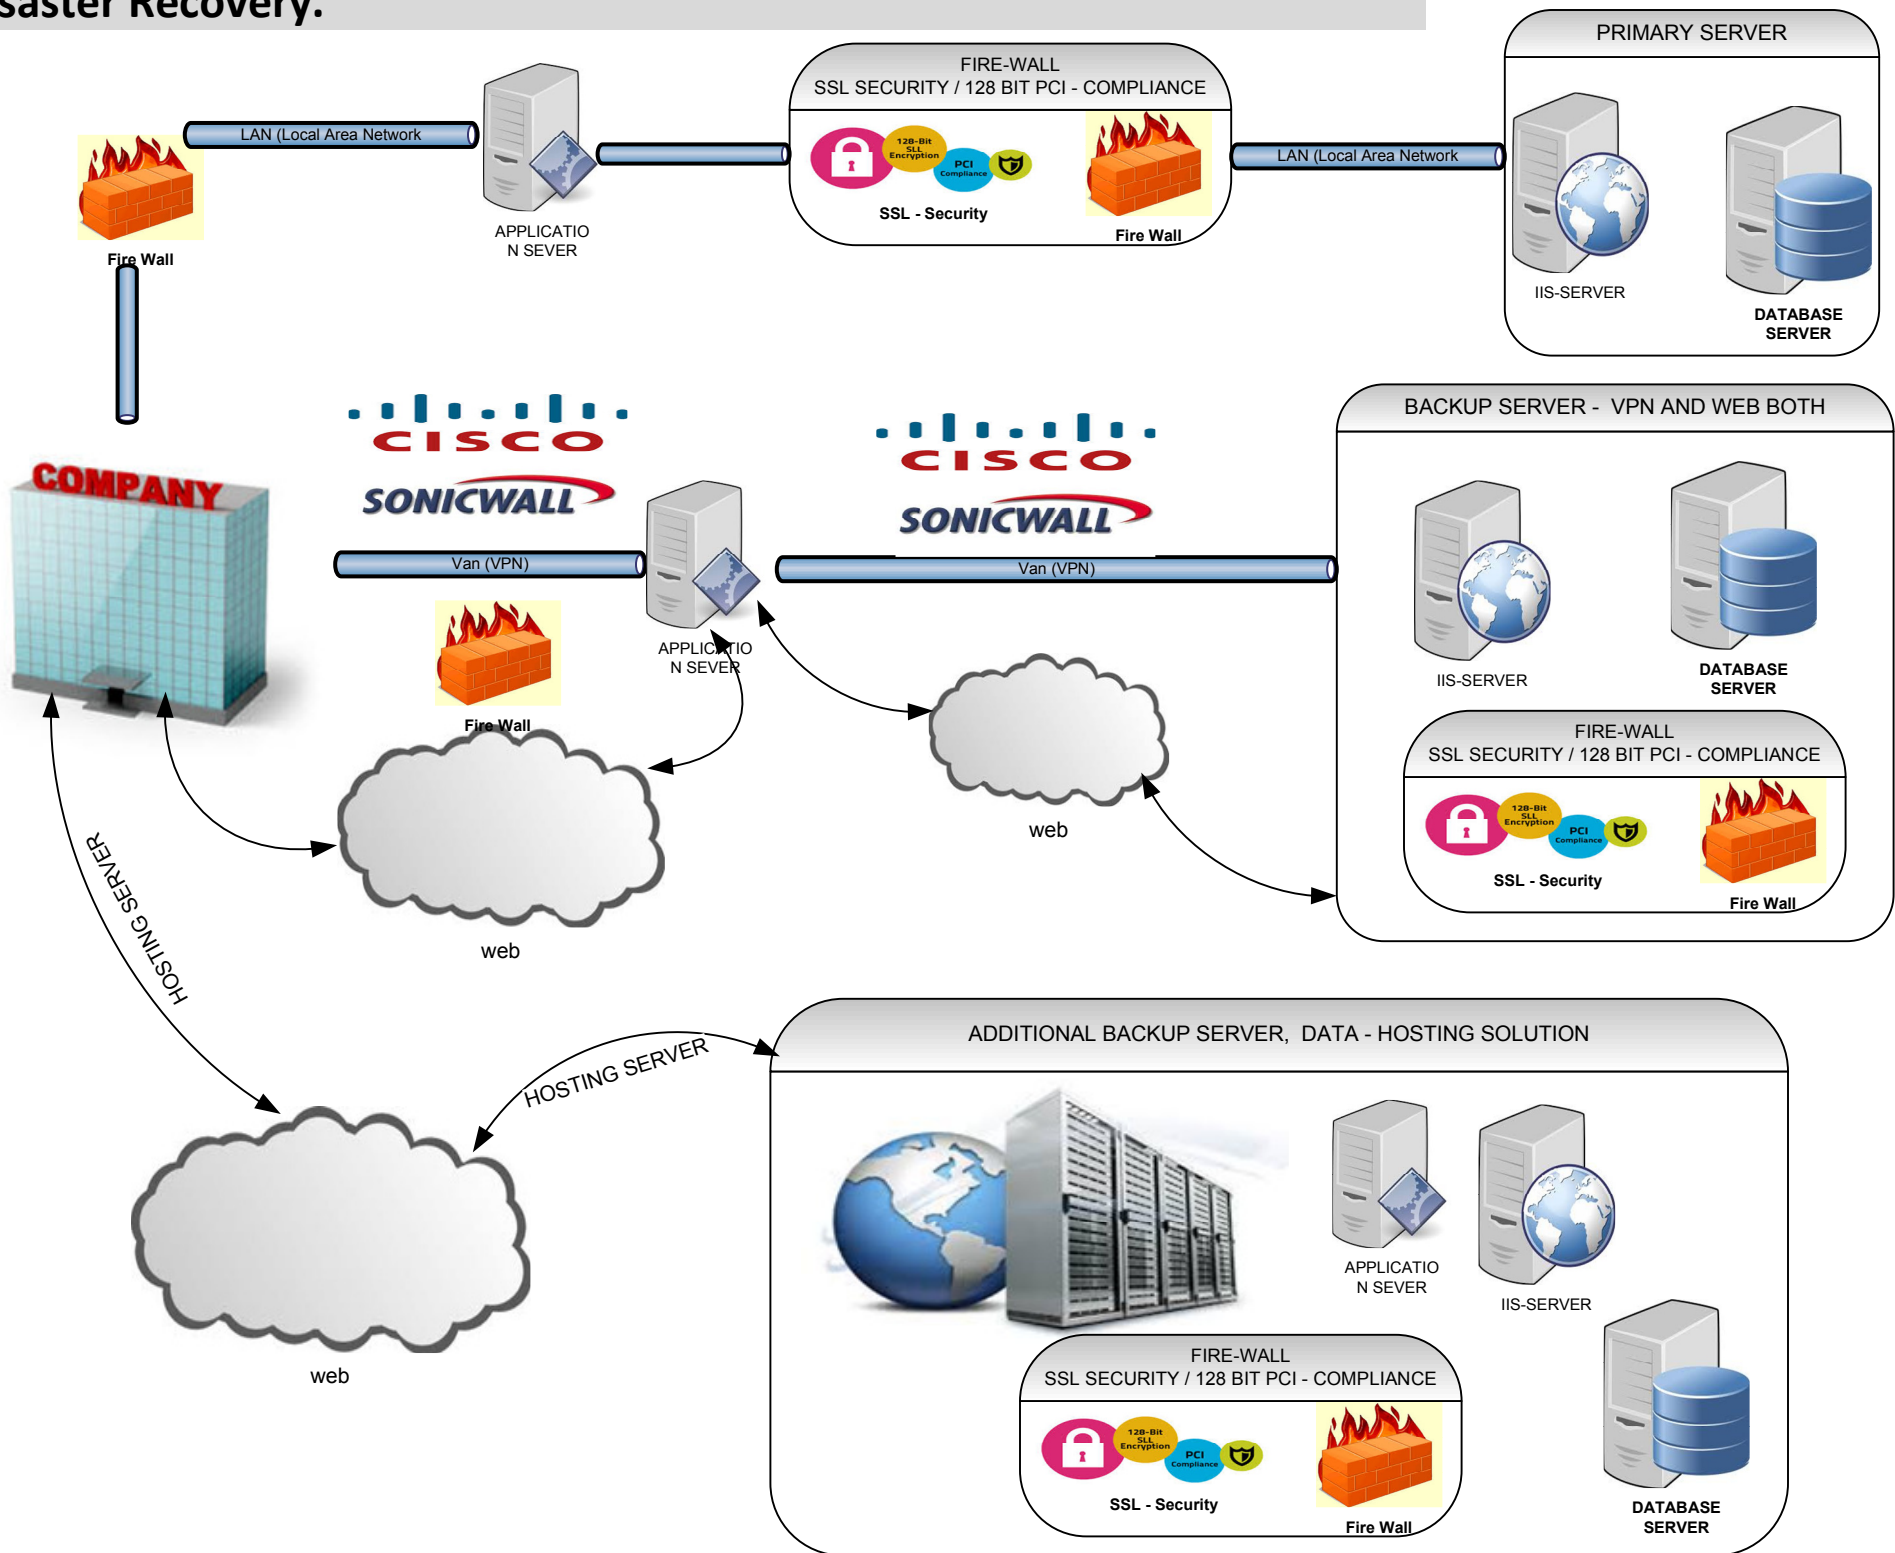 saster Recovery.
PRIMARY SERVER
FIRE-WALL
SSL SECURITY / 128 BIT PCI - COMPLIANCE
LAN (Local Area Network
128-Bit
SLL
Encryption
PCI
Compliance
SSL - Security
Fire Wall
LAN (Local Area Network
Fire Wall
APPLICATIO
N SEVER
IIS-SERVER
DATABASE
SERVER
CISCO
SONICWALL
CISCO
SONICWALL
BACKUP SERVER - VPN AND WEB BOTH
COMPANY
Van (VPN)
Van (VPN)
APPLICATIO
N SEVER
Fire Wall
IIS-SERVER
DATABASE
SERVER
FIRE-WALL
SSL SECURITY / 128 BIT PCI - COMPLIANCE
128-Bit
SLL
Encryption
PCI
Compliance
SSL - Security
Fire Wall
web
web
HOSTING SERVER
HOSTING SERVER
ADDITIONAL BACKUP SERVER, DATA - HOSTING SOLUTION
APPLICATIO
N SEVER
IIS-SERVER
web
FIRE-WALL
SSL SECURITY / 128 BIT PCI - COMPLIANCE
128-Bit
SLL
Encryption
PCI
Compliance
SSL - Security
Fire Wall
DATABASE
SERVER